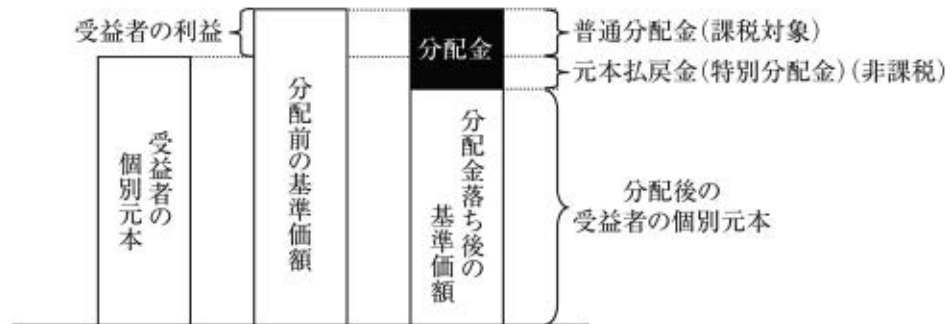 受益者の利益
受益者の
個別元本
分配前の基準価額
分配金
分配金落ち後の
基準価額
普通分配金(課税対象)
元本払戻金(特別分配金)(非課税)
分配後の
受益者の個別元本